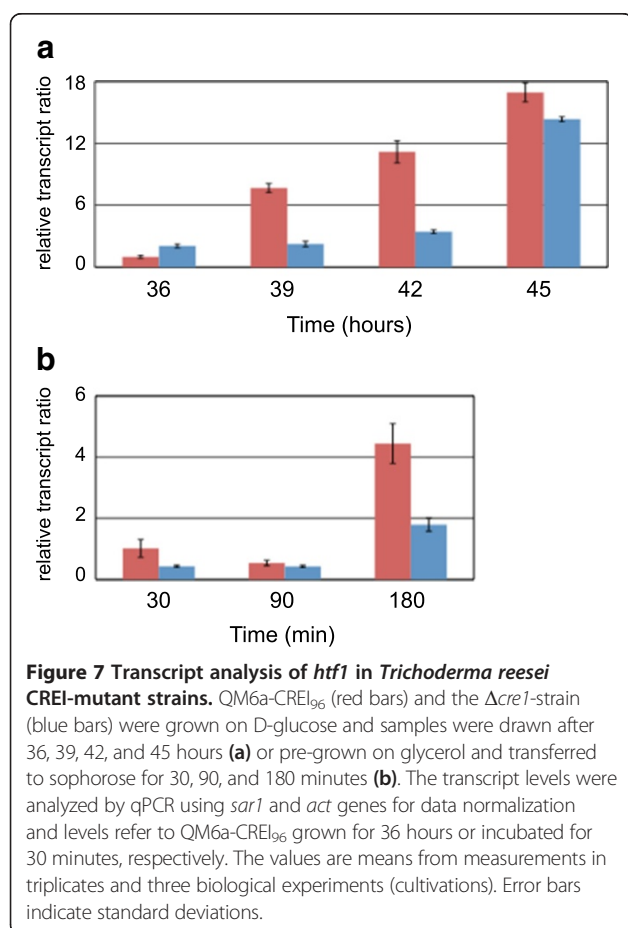 a
18
12
6
0
relative transcript ratio
36 39 42 45
Time (hours)
b
6
4
2
0
relative transcript ratio
30 90 180
Time (min)
Figure 7 Transcript analysis of htf1 in Trichoderma reesei
CREI-mutant strains. QM6a-CREI₉₆ (red bars) and the Δcre1-strain
(blue bars) were grown on D-glucose and samples were drawn after
36, 39, 42, and 45 hours (a) or pre-grown on glycerol and transferred
to sophorose for 30, 90, and 180 minutes (b). The transcript levels were
analyzed by qPCR using sar1 and act genes for data normalization
and levels refer to QM6a-CREI₉₆ grown for 36 hours or incubated for
30 minutes, respectively. The values are means from measurements in
triplicates and three biological experiments (cultivations). Error bars
indicate standard deviations.